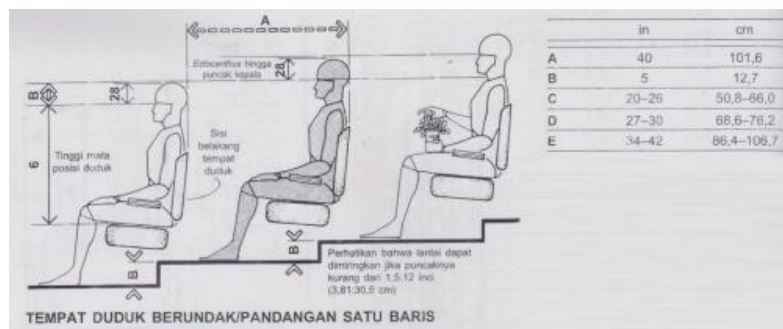 A
in cm
A 40 101,6
B 5 12,7
C 20–26 50,8–66,0
D 27–30 68,6–76,2
E 34–42 86,4–106,7
hingga
puncak kepala
28
B
28
6
Tinggi mata
posisi duduk
Sisi
belakang
tempat
duduk
B
B
Perhatikan bahwa lantai dapat
dimiringkan jika puncaknya
kurang dari 1,5:12 inci
(3,81:30,5 cm)
TEMPAT DUDUK BERUNDAK/PANDANGAN SATU BARIS